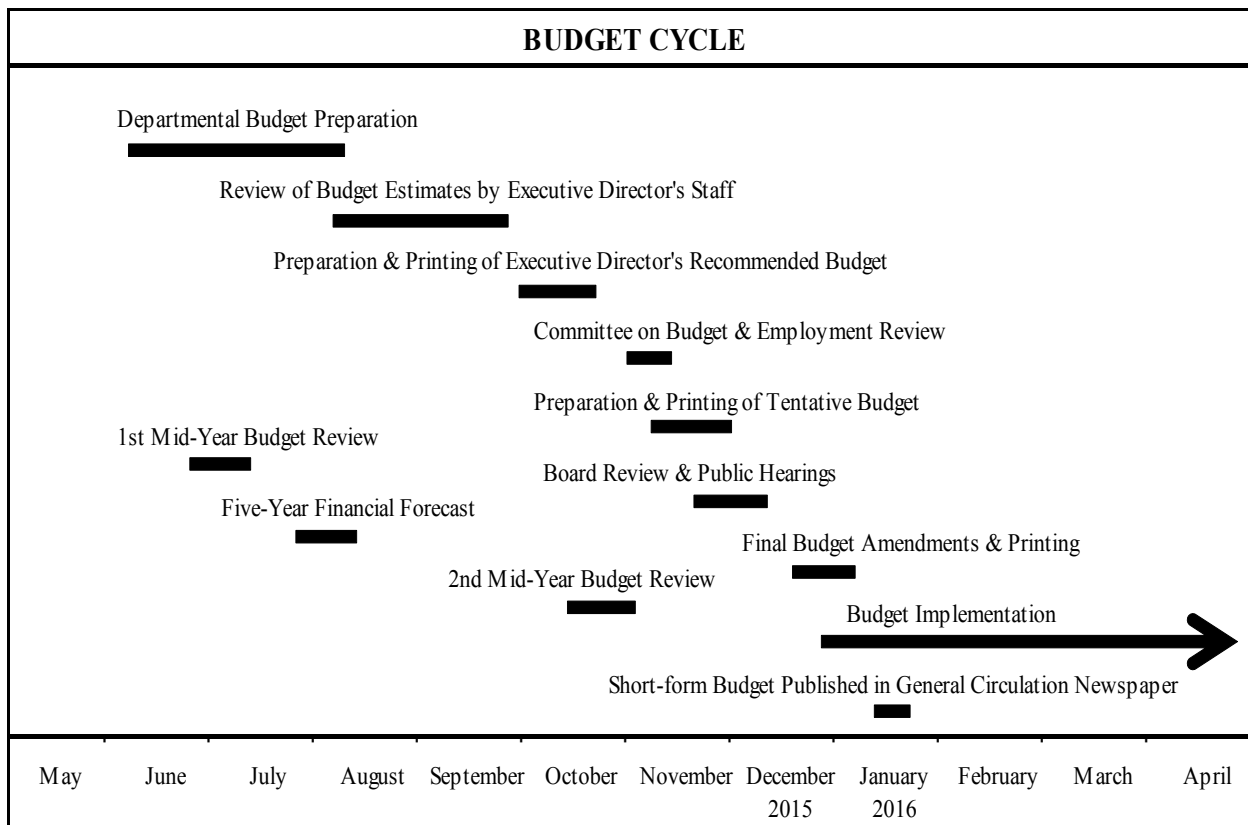 BUDGET CYCLE
Departmental Budget Preparation
Review of Budget Estimates by Executive Director's Staff
Preparation & Printing of Executive Director's Recommended Budget
Committee on Budget & Employment Review
Preparation & Printing of Tentative Budget
1st Mid-Year Budget Review
Board Review & Public Hearings
Five-Year Financial Forecast
Final Budget Amendments & Printing
2nd Mid-Year Budget Review
Budget Implementation
Short-form Budget Published in General Circulation Newspaper
May June July August September October November December January February March April
2015 2016